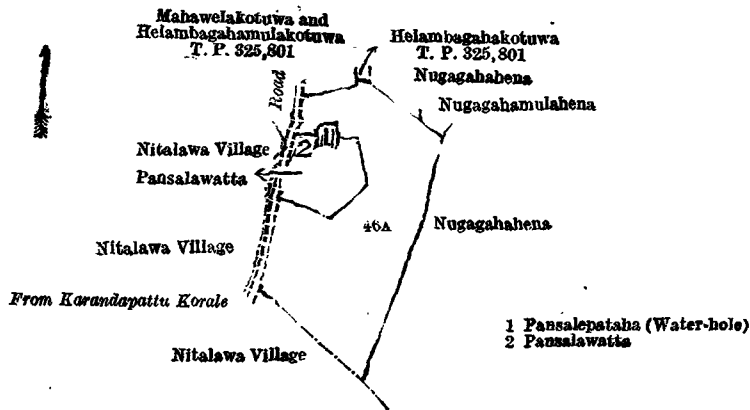 Mahawelakotuwa and
Helambagahamulakotuwa
T. P. 325,801
Helambagahakotuwa
T. P. 325,801
Nugagahahena
Nugagahamulahena
Road
Nitalawa Village
1
2
Pansalawatta
46A
Nugagahahena
Nitalawa Village
From Karandapattu Korale
Nitalawa Village
1 Pansalepataha (Water-hole)
2 Pansalawatta